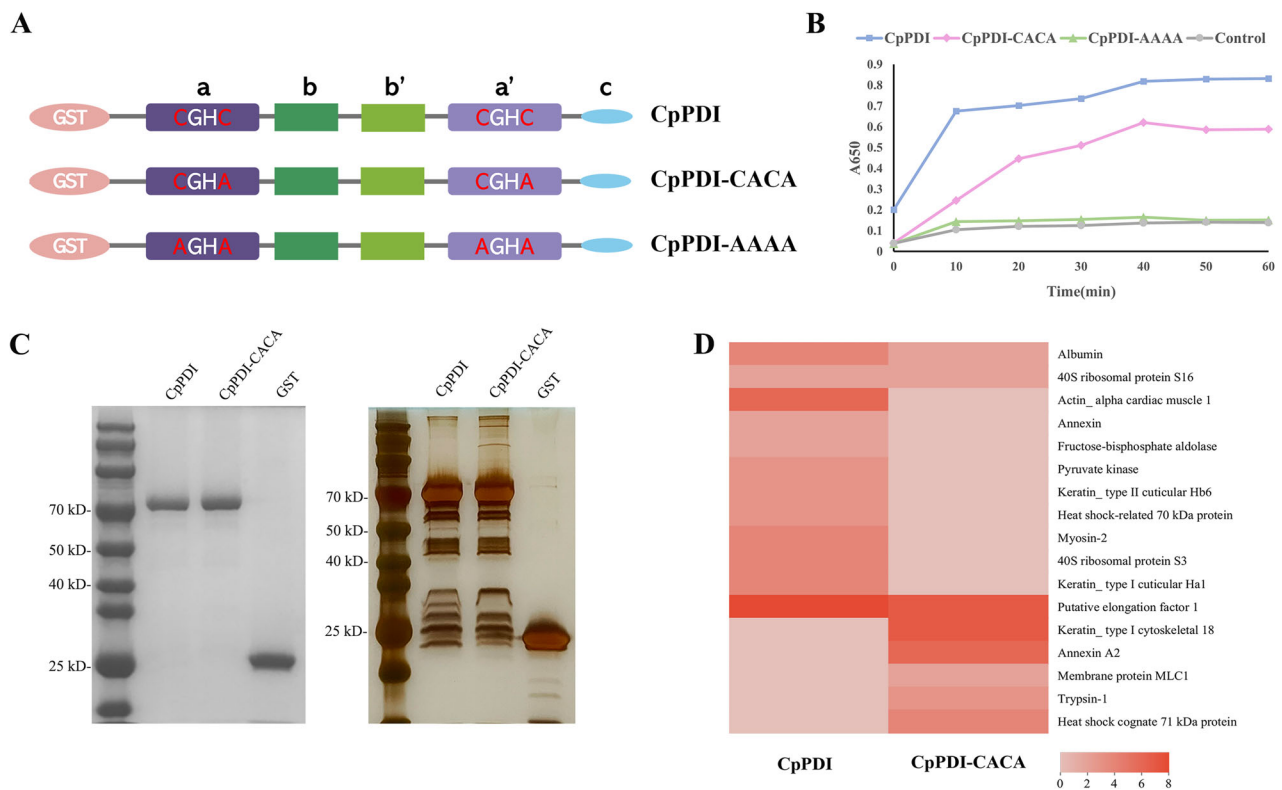 A
a b b' a' c
GST CGHC CGHC CpPDI
GST CGHA CGHA CpPDI-CACA
GST AGHA AGHA CpPDI-AAAA
B
CpPDI CpPDI-CACA CpPDI-AAAA Control
0.9
0.8
0.7
0.6
0.5
0.4
0.3
0.2
0.1
0
A650
0 10 20 30 40 50 60
Time(min)
C
CpPDI CpPDI-CACA GST
70 kD-
50 kD-
40 kD-
25 kD-
CpPDI CpPDI-CACA GST
70 kD-
50 kD-
40 kD-
25 kD-
D
Albumin
40S ribosomal protein S16
Actin_ alpha cardiac muscle 1
Annexin
Fructose-bisphosphate aldolase
Pyruvate kinase
Keratin_ type II cuticular Hb6
Heat shock-related 70 kDa protein
Myosin-2
40S ribosomal protein S3
Keratin_ type I cuticular Ha1
Putative elongation factor 1
Keratin_ type I cytoskeletal 18
Annexin A2
Membrane protein MLC1
Trypsin-1
Heat shock cognate 71 kDa protein
CpPDI CpPDI-CACA
0 2 4 6 8